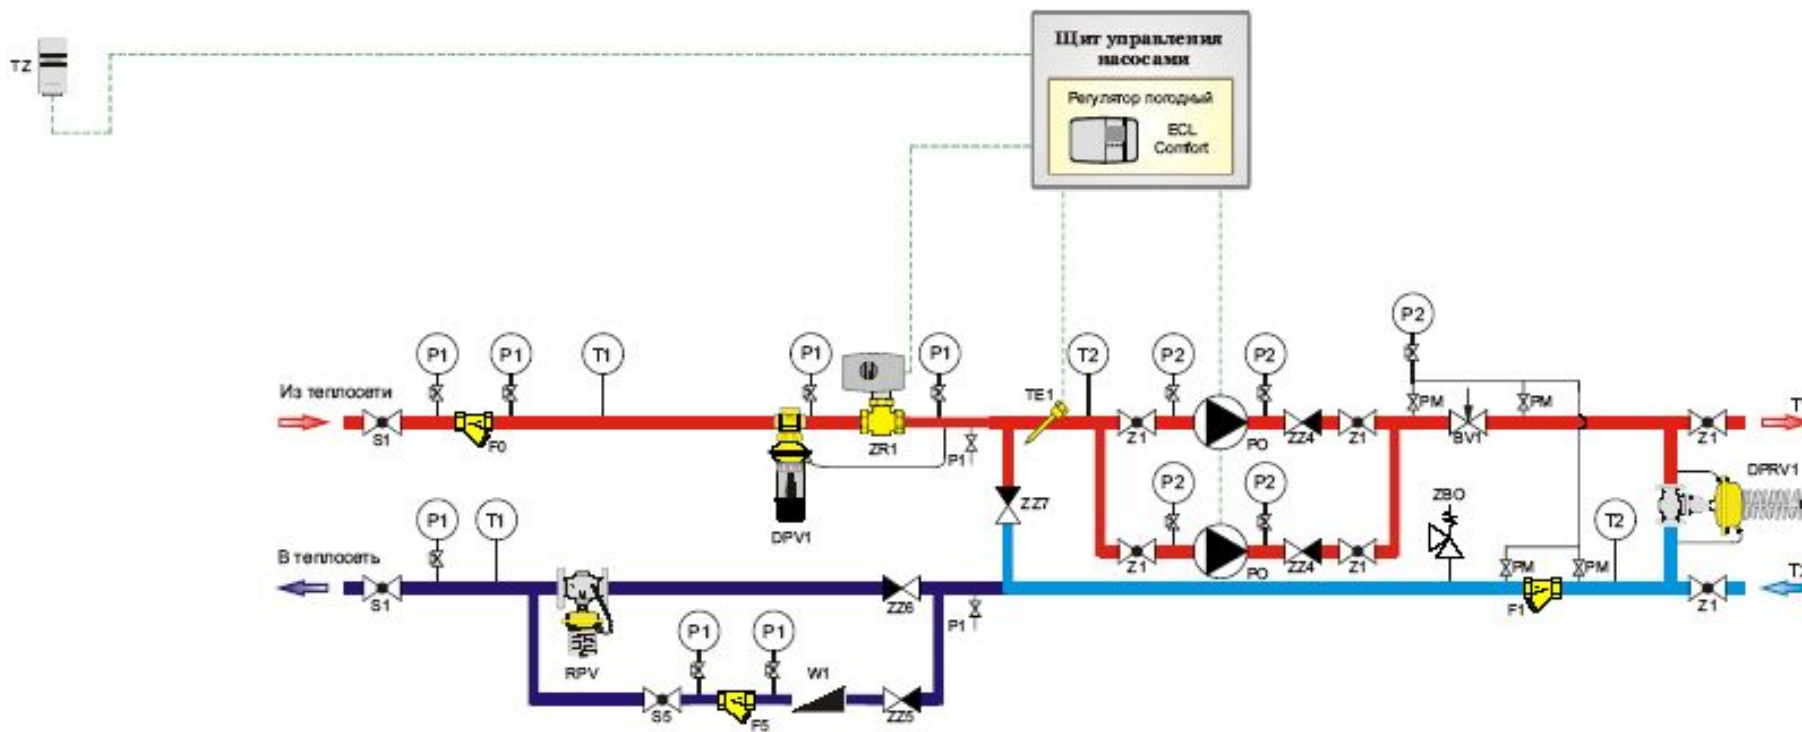 Щит управления
насосами
TZ
Регулятор погодный
ECL
Comfort
P2
P1 P1 T1 P1 P1 T2 P2 P2
Из теплосети
TE1
PM PM
T
S1 F0 ZR1 P1 Z1 PO ZZ4 Z1 BV1 Z1
P2 P2 ZBO DPRV1
ZZ7
P1 T1 DPV1 T2
В теплосеть
Z1 PO ZZ4 Z1 PM PM
T2
S1 ZZ6 P1 F1 Z1
P1 P1
RPV W1
S5 F5 ZZ5